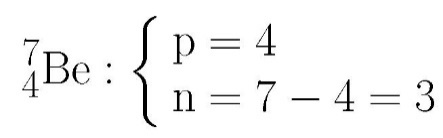 ⁷₄Be : { p = 4
n = 7 − 4 = 3